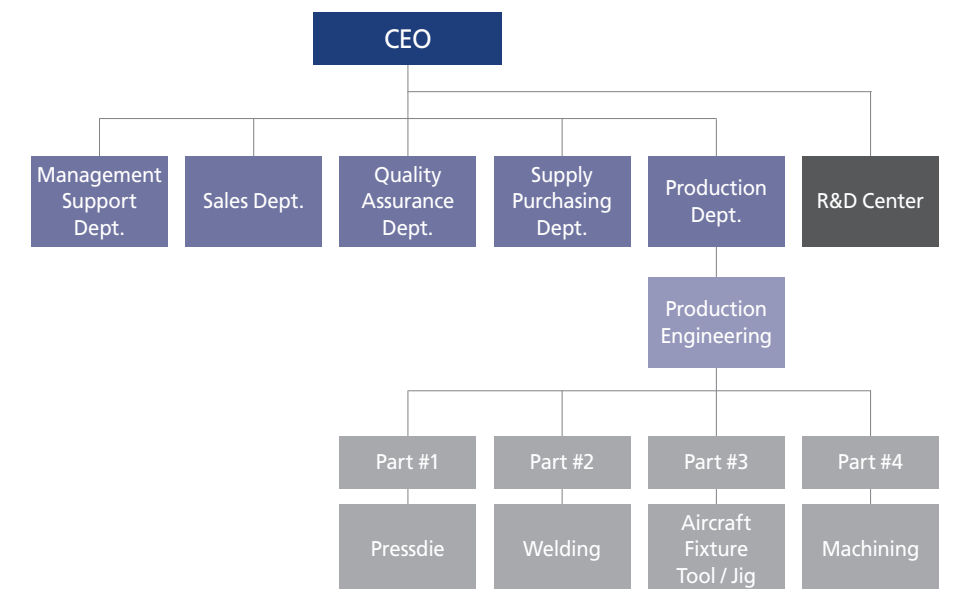 CEO
Management
Support
Dept.
Sales Dept.
Quality
Assurance
Dept.
Supply
Purchasing
Dept.
Production
Dept.
R&D Center
Production
Engineering
Part #1
Part #2
Part #3
Part #4
Pressdie
Welding
Aircraft
Fixture
Tool / Jig
Machining